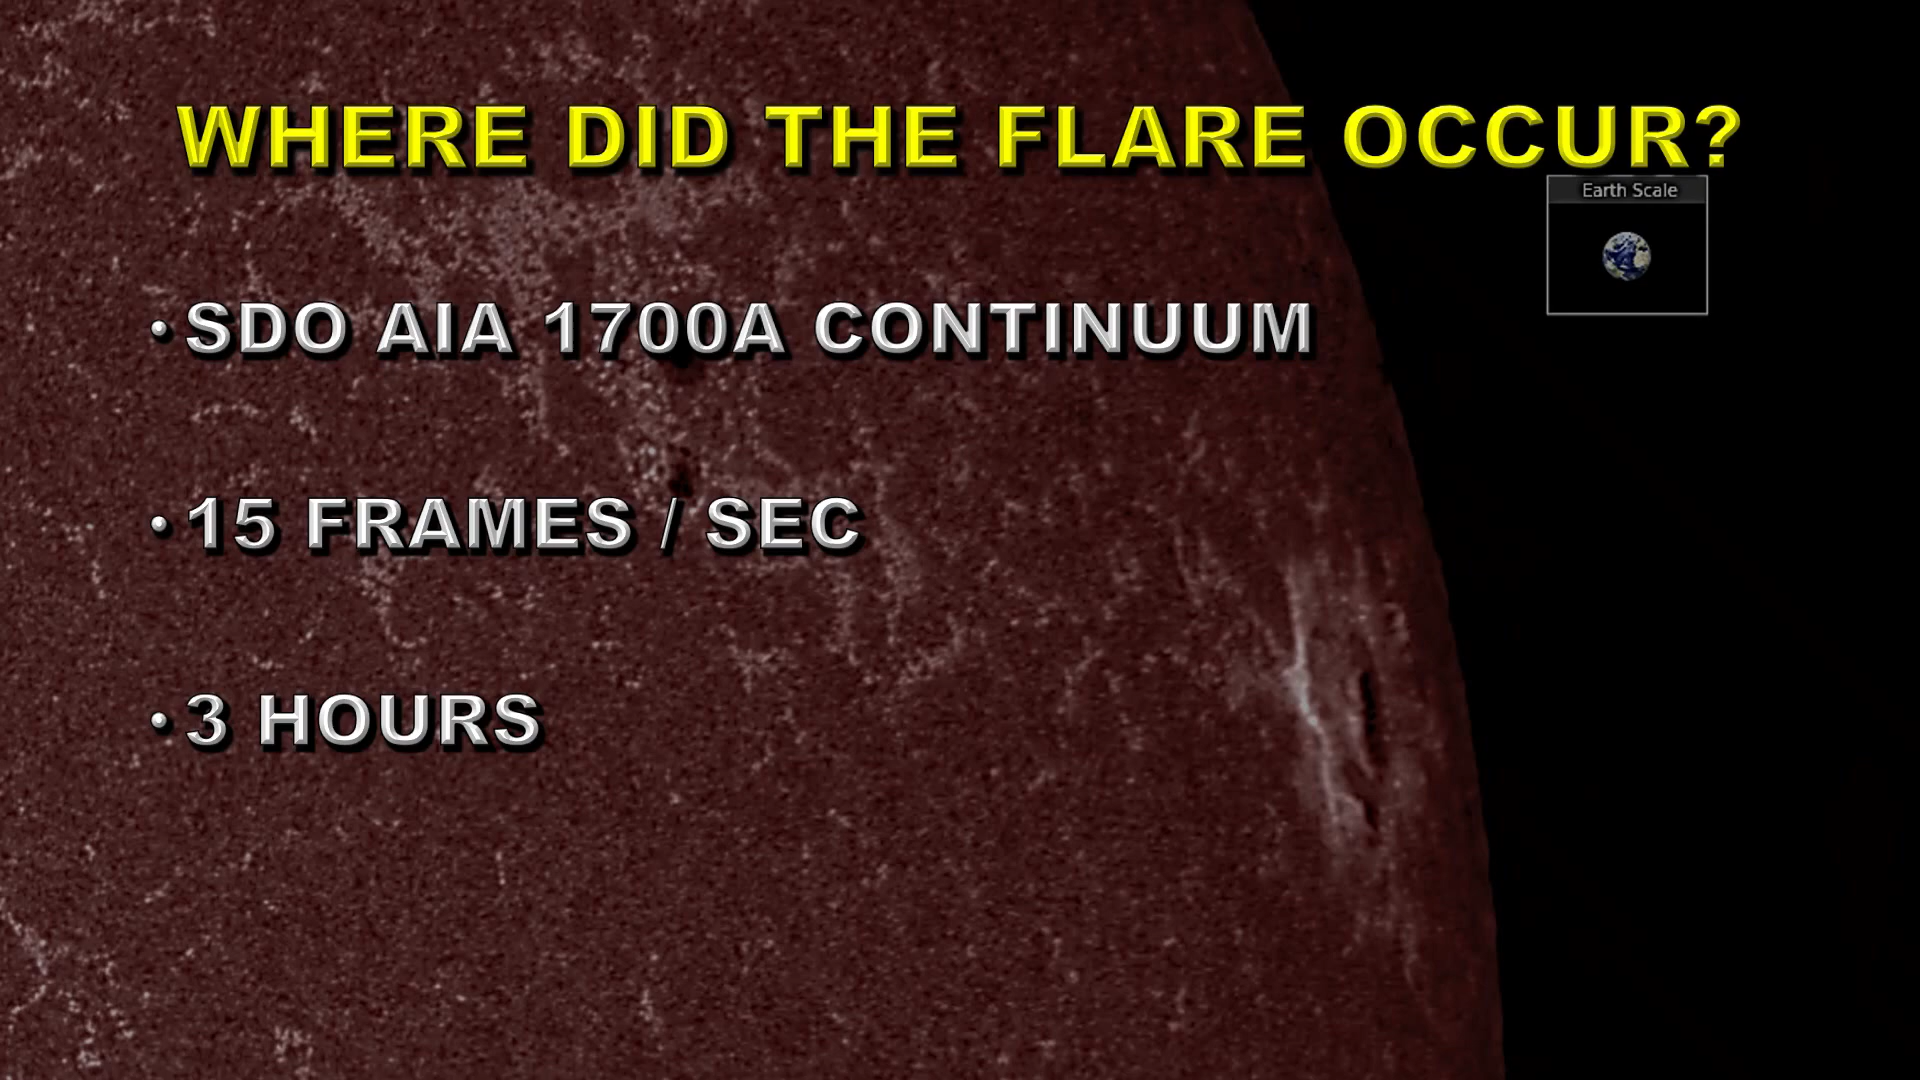 WHERE DID THE FLARE OCCUR?
Earth Scale
• SDO AIA 1700A CONTINUUM
• 15 FRAMES / SEC
• 3 HOURS